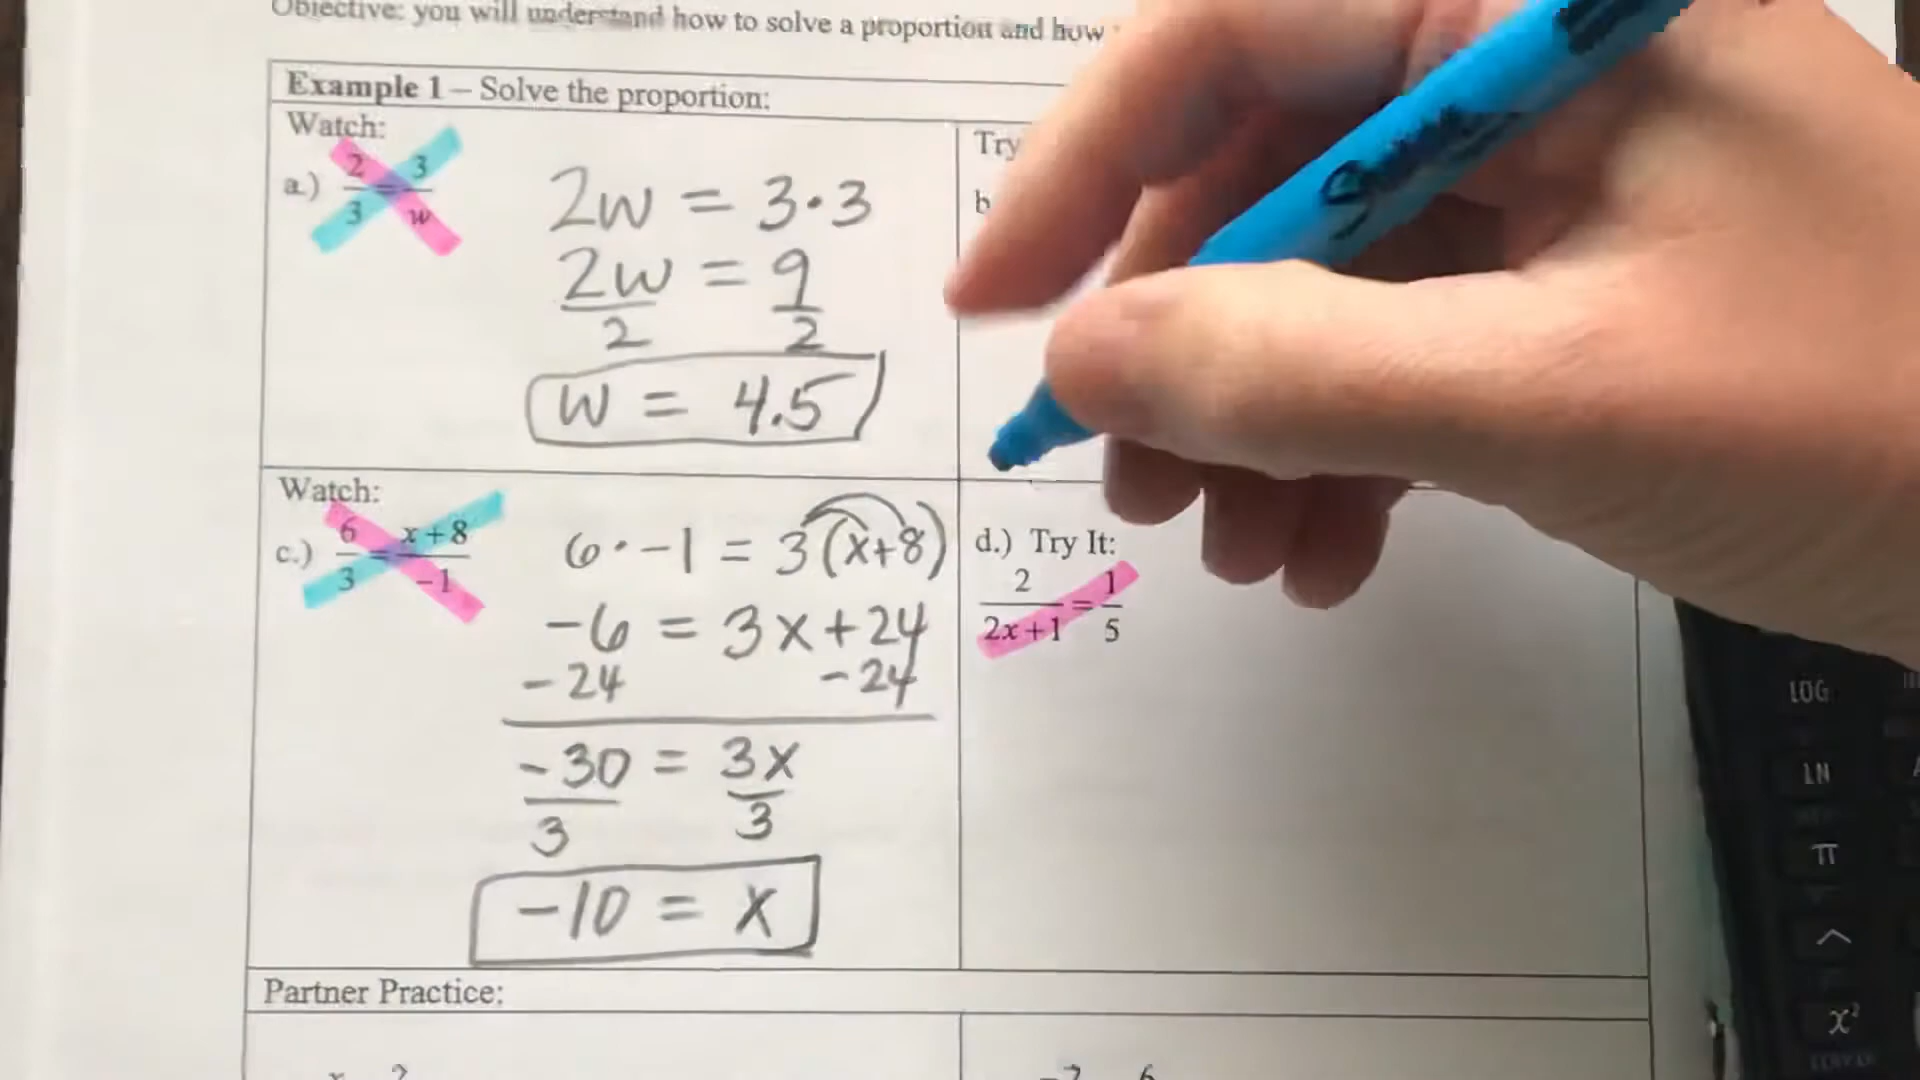 Objective: you will understand how to solve a proportion and how
Example 1 – Solve the proportion:
Watch:
a.) 2/3 = 3/w
2w = 3·3
2w = 9
2 2
w = 4.5
Try
b
Watch:
c.) 6/3 = x+8/-1
6·-1 = 3(x+8)
-6 = 3x+24
-24 -24
-30 = 3x
3 3
-10 = x
d.) Try It:
2/2x+1 = 1/5
Partner Practice:
LOG
LN
π
^
x²